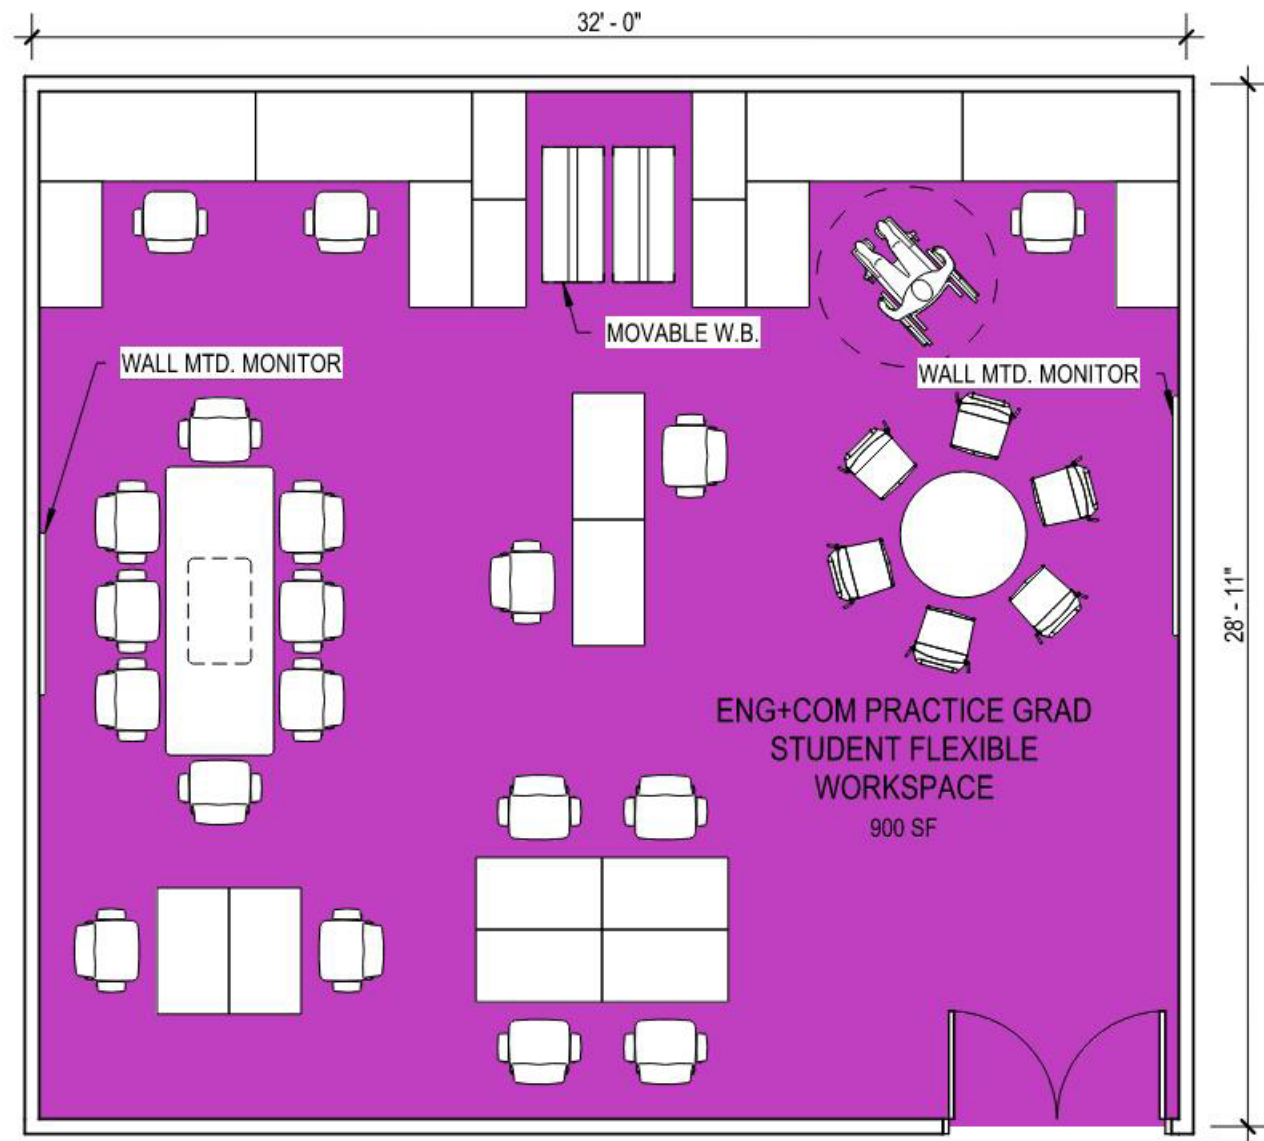 32' - 0"
MOVABLE W.B.
WALL MTD. MONITOR
WALL MTD. MONITOR
28' - 11"
ENG+COM PRACTICE GRAD
STUDENT FLEXIBLE
WORKSPACE
900 SF